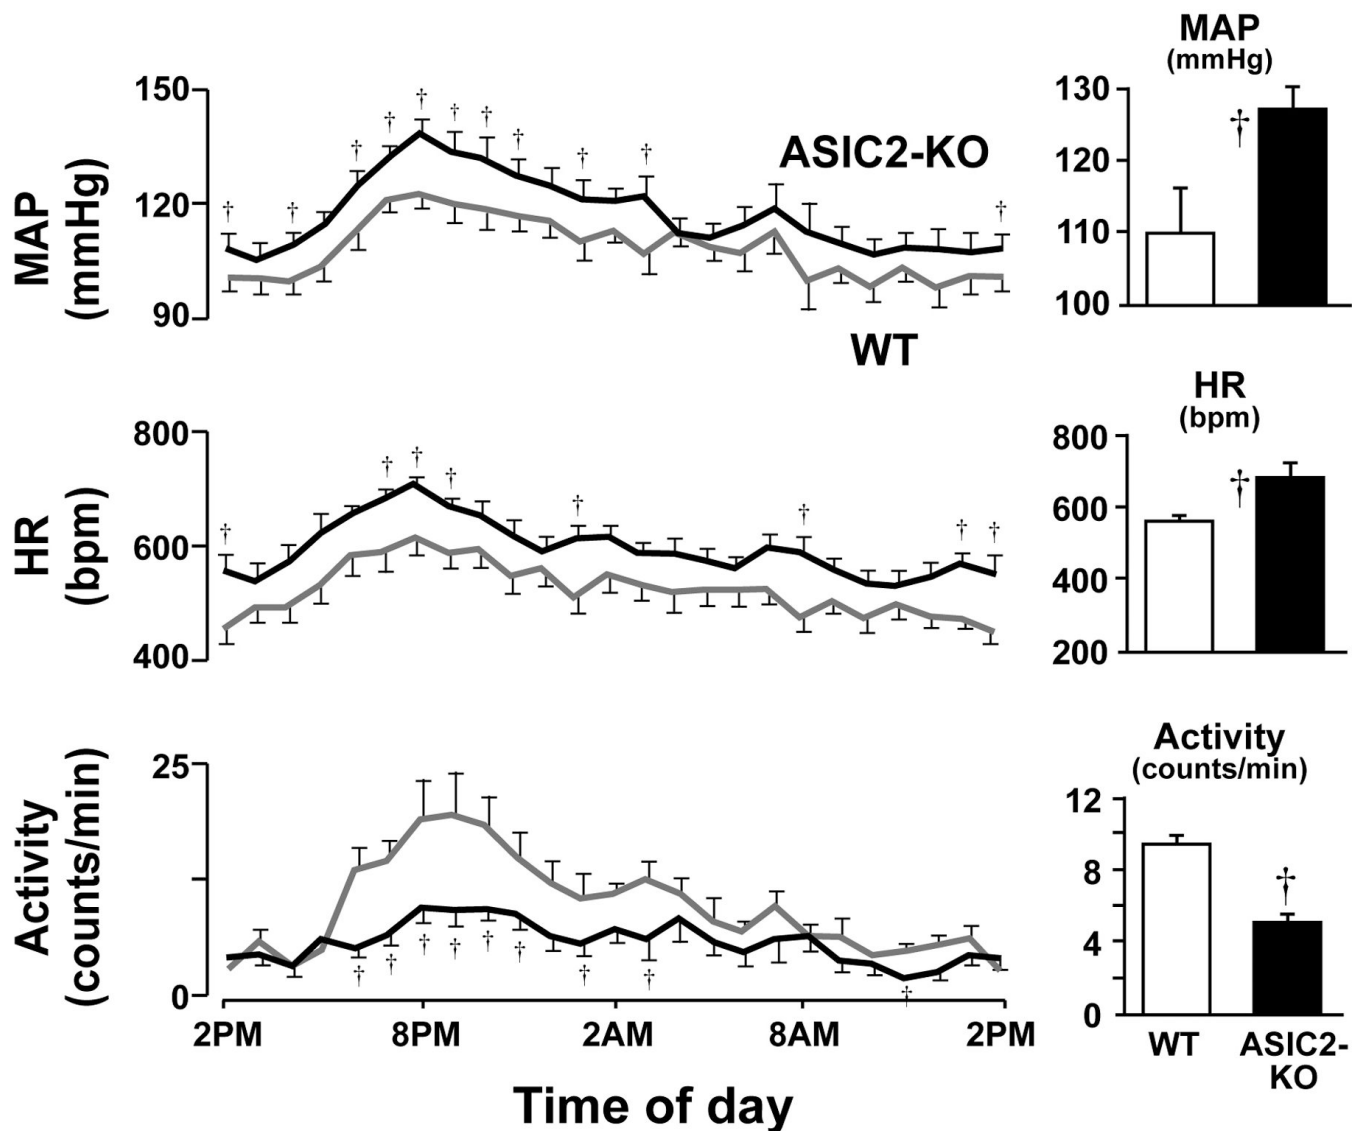 MAP
(mmHg)
150
120
90
† † † † † † † † † † †
ASIC2-KO
WT
MAP
(mmHg)
130
120
110
100
†
HR
(bpm)
800
600
400
† † † † † † † †
HR
(bpm)
800
600
400
200
†
Activity
(counts/min)
25
0
† † † † † † † † †
2PM 8PM 2AM 8AM 2PM
Time of day
Activity
(counts/min)
12
8
4
0
†
WT ASIC2-
KO